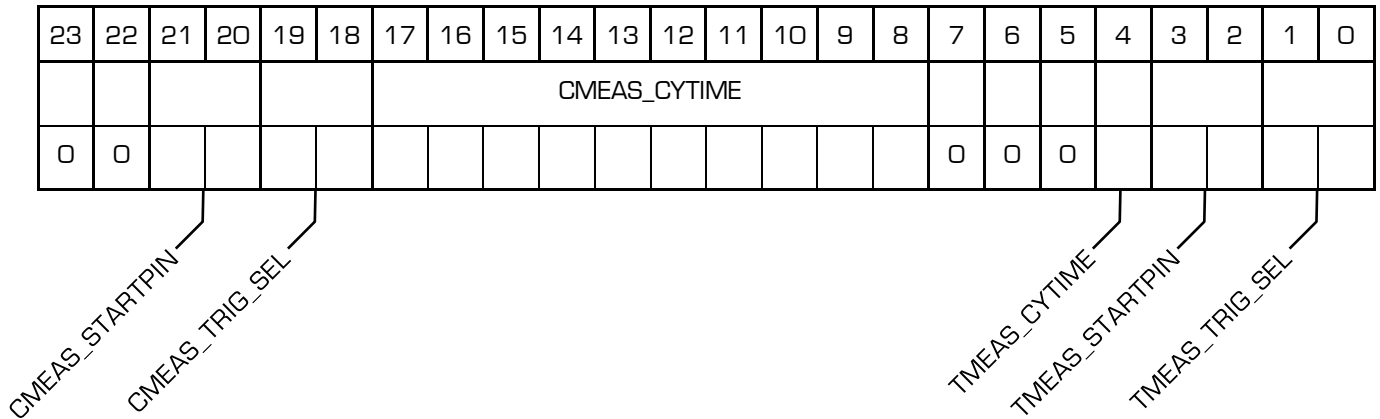 23 22 21 20 19 18 17 16 15 14 13 12 11 10 9 8 7 6 5 4 3 2 1 0
CMEAS_CYTIME
0 0 0 0 0
CMEAS_STARTPIN
CMEAS_TRIG_SEL
TMEAS_CYTIME
TMEAS_STARTPIN
TMEAS_TRIG_SEL